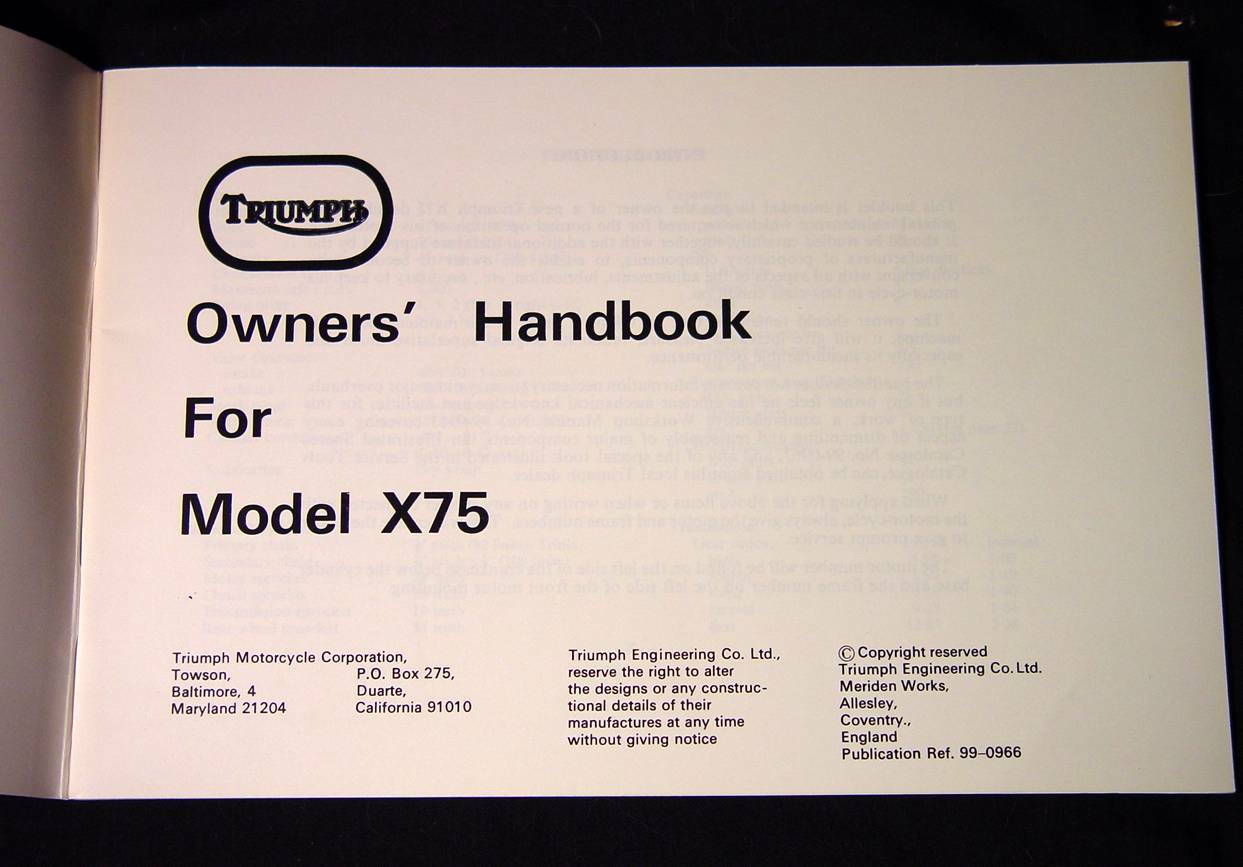 TRIUMPH
Owners' Handbook
For
Model X75
Triumph Motorcycle Corporation,
Towson,
Baltimore, 4
Maryland 21204
P.O. Box 275,
Duarte,
California 91010
Triumph Engineering Co. Ltd.,
reserve the right to alter
the designs or any construc-
tional details of their
manufactures at any time
without giving notice
© Copyright reserved
Triumph Engineering Co. Ltd.
Meriden Works,
Allesley,
Coventry.,
England
Publication Ref. 99–0966